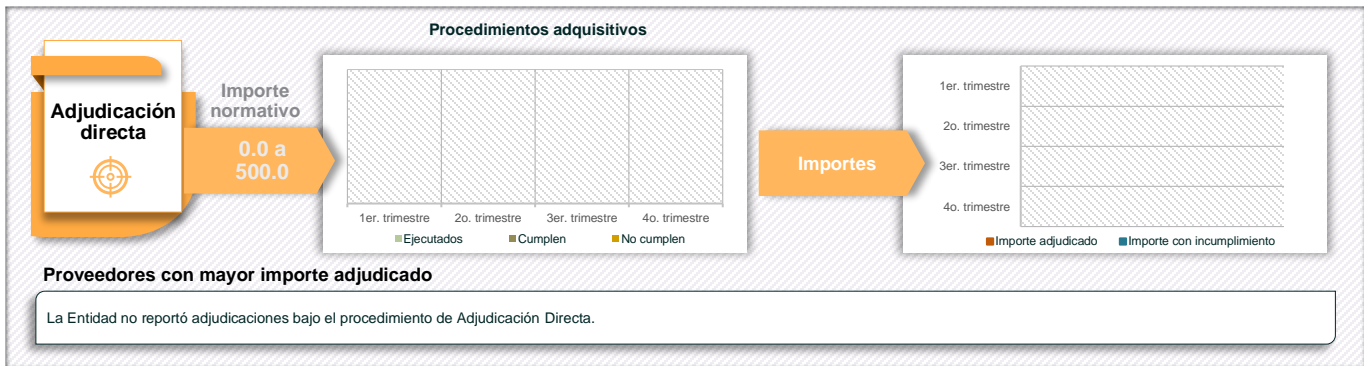 Procedimientos adquisitivos
Adjudicación
directa
Importe
normativo
0.0 a
500.0
1er. trimestre 2o. trimestre 3er. trimestre 4o. trimestre
Ejecutados Cumplen No cumplen
Importes
1er. trimestre
2o. trimestre
3er. trimestre
4o. trimestre
Importe adjudicado Importe con incumplimiento
Proveedores con mayor importe adjudicado
La Entidad no reportó adjudicaciones bajo el procedimiento de Adjudicación Directa.